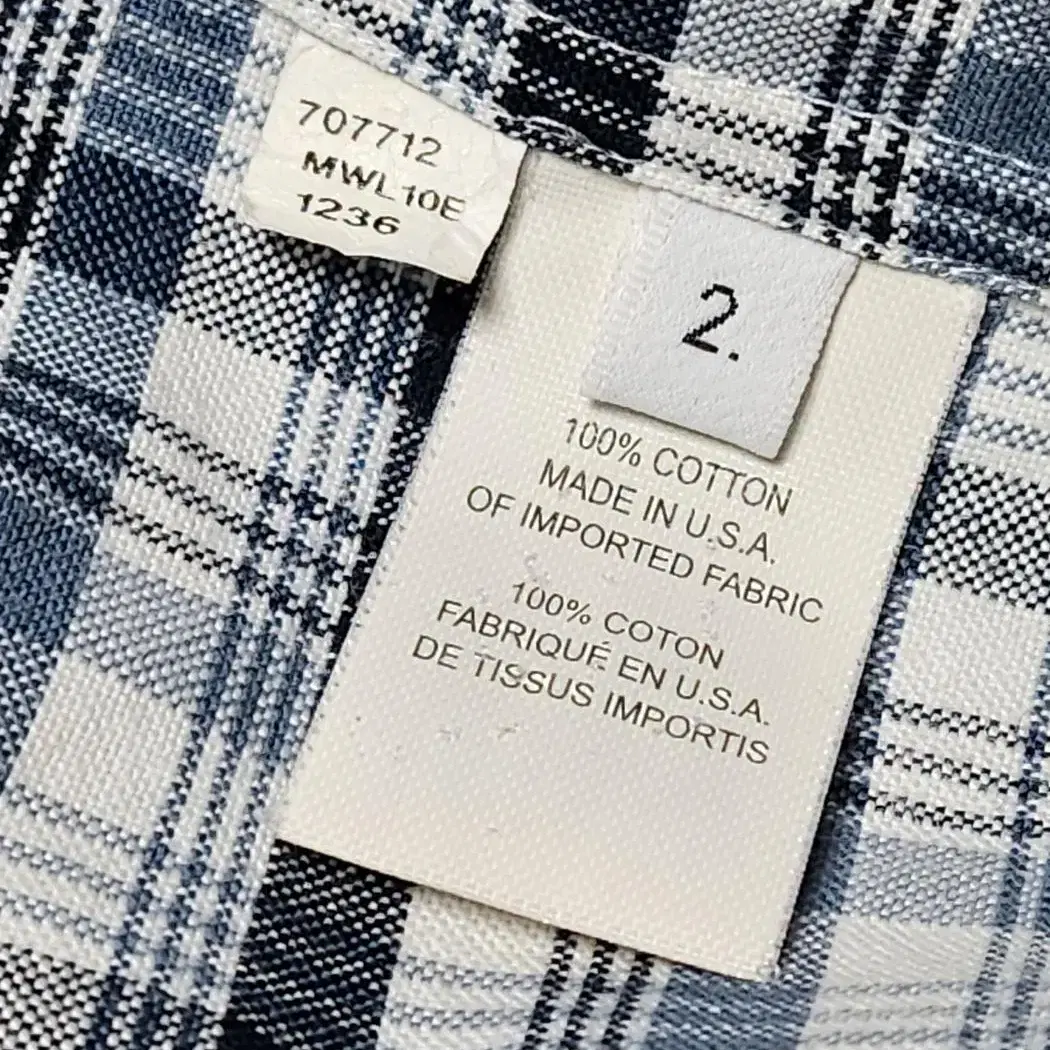 707712
MWL10E
1236
2.
100% COTTON
MADE IN U.S.A.
OF IMPORTED FABRIC
100% COTON
FABRIQUÉ EN U.S.A.
DE TISSUS IMPORTIS